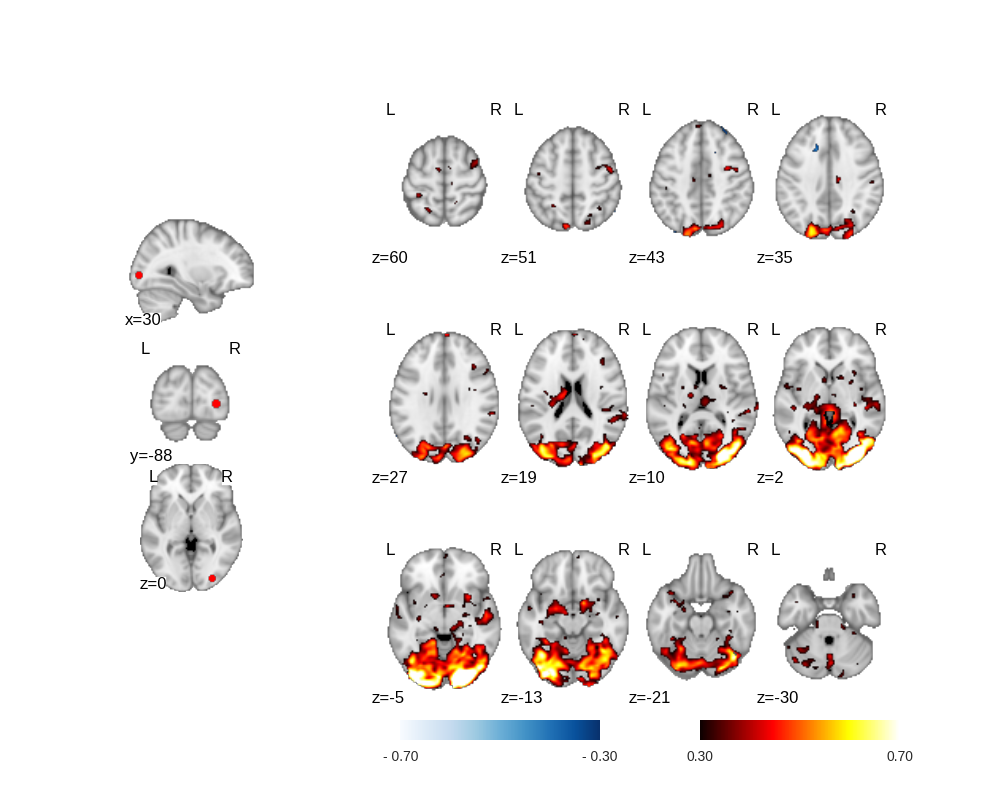 L R L R L R L R
z=60 z=51 z=43 z=35
x=30
L R
y=-88
L R
z=0
L R L R L R L R
z=27 z=19 z=10 z=2
L R L R L R L R
z=-5 z=-13 z=-21 z=-30
- 0.70 - 0.30 0.30 0.70